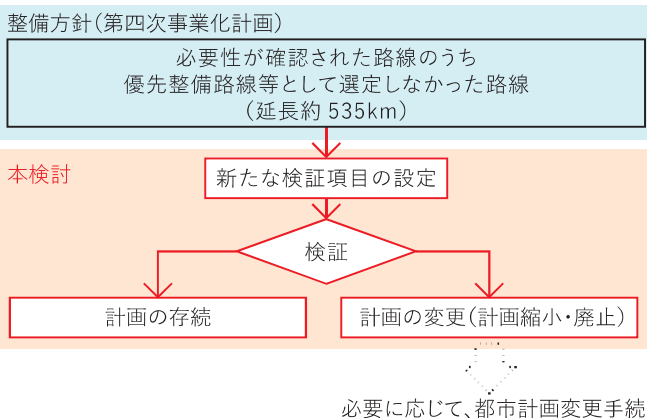 整備方針（第四次事業化計画）
必要性が確認された路線のうち
優先整備路線等として選定しなかった路線
（延長約 535km）
本検討
新たな検証項目の設定
検証
計画の存続
計画の変更（計画縮小・廃止）
必要に応じて、都市計画変更手続